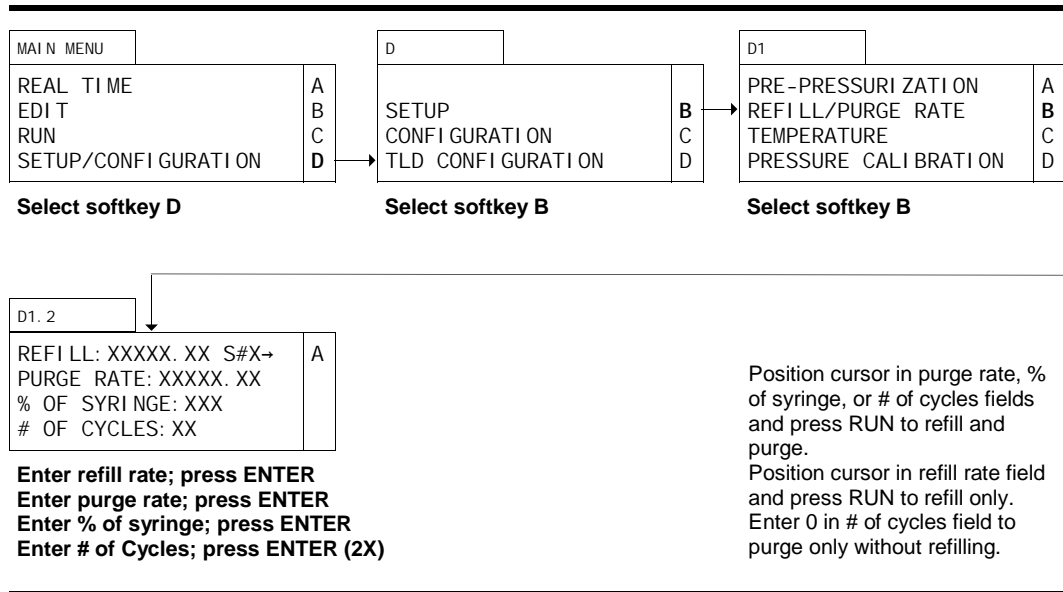 MAIN MENU
REAL TIME A
EDIT B
RUN C
SETUP/CONFIGURATION D
Select softkey D
D
SETUP B
CONFIGURATION C
TLD CONFIGURATION D
Select softkey B
D1
PRE-PRESSURIZATION A
REFILL/PURGE RATE B
TEMPERATURE C
PRESSURE CALIBRATION D
Select softkey B
D1.2
REFILL:XXXXX.XX S#X→ A
PURGE RATE:XXXXX.XX
% OF SYRINGE:XXX
# OF CYCLES:XX
Enter refill rate; press ENTER
Enter purge rate; press ENTER
Enter % of syringe; press ENTER
Enter # of Cycles; press ENTER (2X)
Position cursor in purge rate, %
of syringe, or # of cycles fields
and press RUN to refill and
purge.
Position cursor in refill rate field
and press RUN to refill only.
Enter 0 in # of cycles field to
purge only without refilling.